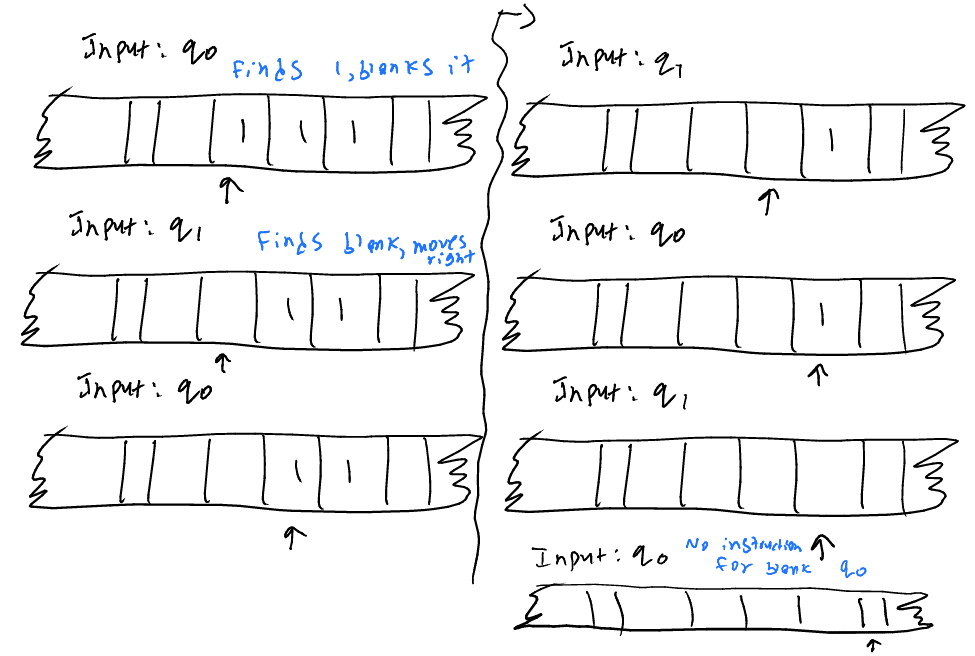 Input: q0
Finds 1, blanks it
1 1 1
Input: q1
Finds blank, moves
right
1 1
Input: q0
1 1
Input: q1
1
Input: q0
1
Input: q1
Input: q0
No instruction
for blank q0